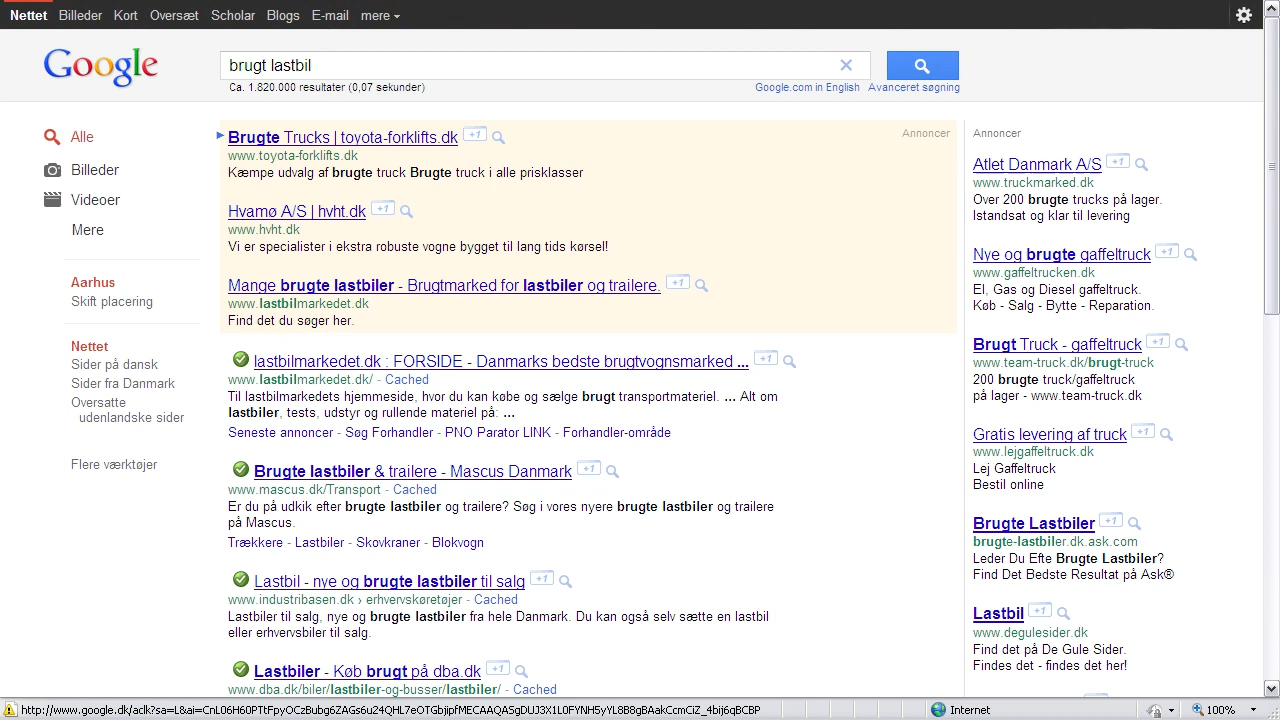 Nettet Billeder Kort Oversæt Scholar Blogs E-mail mere
Google
brugt lastbil
Ca. 1.820.000 resultater (0,07 sekunder)
Google.com in English Avanceret søgning
Alle
Billeder
Videoer
Mere
Aarhus
Skift placering
Nettet
Sider på dansk
Sider fra Danmark
Oversatte
udenlandske sider
Flere værktøjer
Annoncer
Brugte Trucks | toyota-forklifts.dk +1
www.toyota-forklifts.dk
Kæmpe udvalg af brugte truck Brugte truck i alle prisklasser
Hvamø A/S | hvht.dk +1
www.hvht.dk
Vi er specialister i ekstra robuste vogne bygget til lang tids kørsel!
Mange brugte lastbiler - Brugtmarked for lastbiler og trailere. +1
www.lastbilmarkedet.dk
Find det du søger her.
lastbilmarkedet.dk : FORSIDE - Danmarks bedste brugtvognsmarked ... +1
www.lastbilmarkedet.dk/ - Cached
Til lastbilmarkedets hjemmeside, hvor du kan købe og sælge brugt transportmateriel. ... Alt om
lastbiler, tests, udstyr og rullende materiel på: ...
Seneste annoncer - Søg Forhandler - PNO Parator LINK - Forhandler-område
Brugte lastbiler & trailere - Mascus Danmark +1
www.mascus.dk/Transport - Cached
Er du på udkik efter brugte lastbiler og trailere? Søg i vores nyere brugte lastbiler og trailere
på Mascus.
Trækkere - Lastbiler - Skovkraner - Blokvogn
Lastbil - nye og brugte lastbiler til salg +1
www.industribasen.dk › erhvervskøretøjer - Cached
Lastbiler til salg, nye og brugte lastbiler fra hele Danmark. Du kan også selv sætte en lastbil
eller erhvervsbiler til salg.
Lastbiler - Køb brugt på dba.dk +1
www.dba.dk/biler/lastbiler-og-busser/lastbiler/ - Cached
Annoncer
Atlet Danmark A/S +1
www.truckmarked.dk
Over 200 brugte trucks på lager.
Istandsat og klar til levering
Nye og brugte gaffeltruck +1
www.gaffeltrucken.dk
El, Gas og Diesel gaffeltruck.
Køb - Salg - Bytte - Reparation.
Brugt Truck - gaffeltruck +1
www.team-truck.dk/brugt-truck
200 brugte truck/gaffeltruck
på lager - www.team-truck.dk
Gratis levering af truck +1
www.lejgaffeltruck.dk
Lej Gaffeltruck
Bestil online
Brugte Lastbiler +1
brugte-lastbiler.dk.ask.com
Leder Du Efte Brugte Lastbiler?
Find Det Bedste Resultat på Ask®
Lastbil +1
www.degulesider.dk
Find det på De Gule Sider.
Findes det - findes det her!
Internet
100%